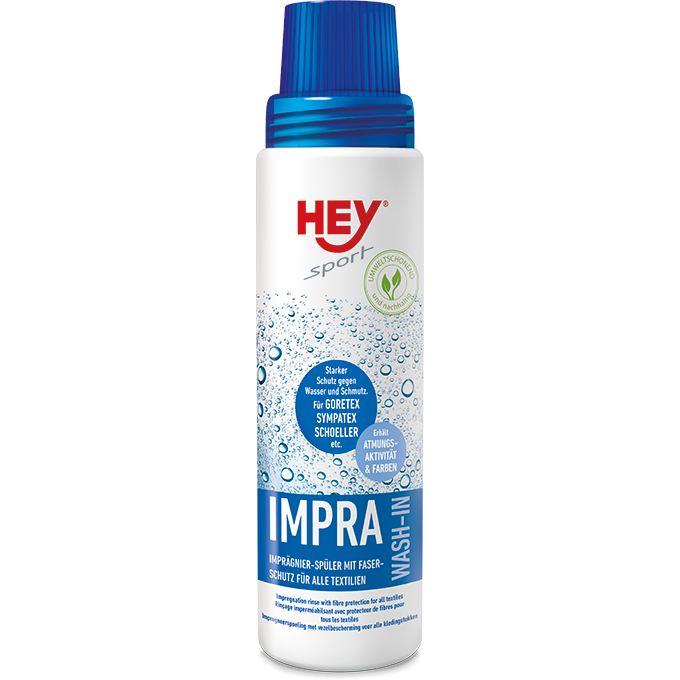 HEY®
sport
UMWELTSCHONEND
und nachhaltig
Starker
Schutz gegen
Wasser und Schmutz.
Für GORETEX
SYMPATEX
SCHOELLER
etc.
Erhält
ATMUNGS-
AKTIVITÄT
& FARBEN
IMPRA
WASH-IN
IMPRÄGNIER-SPÜLER MIT FASER-
SCHUTZ FÜR ALLE TEXTILIEN
Impregnation rinse with fibre protection for all textiles
Rinçage imperméabilsant avec protecteur de fibres pour
tous les textiles
Impregneerspoeling met vezelbescherming voor alle kledingstukken